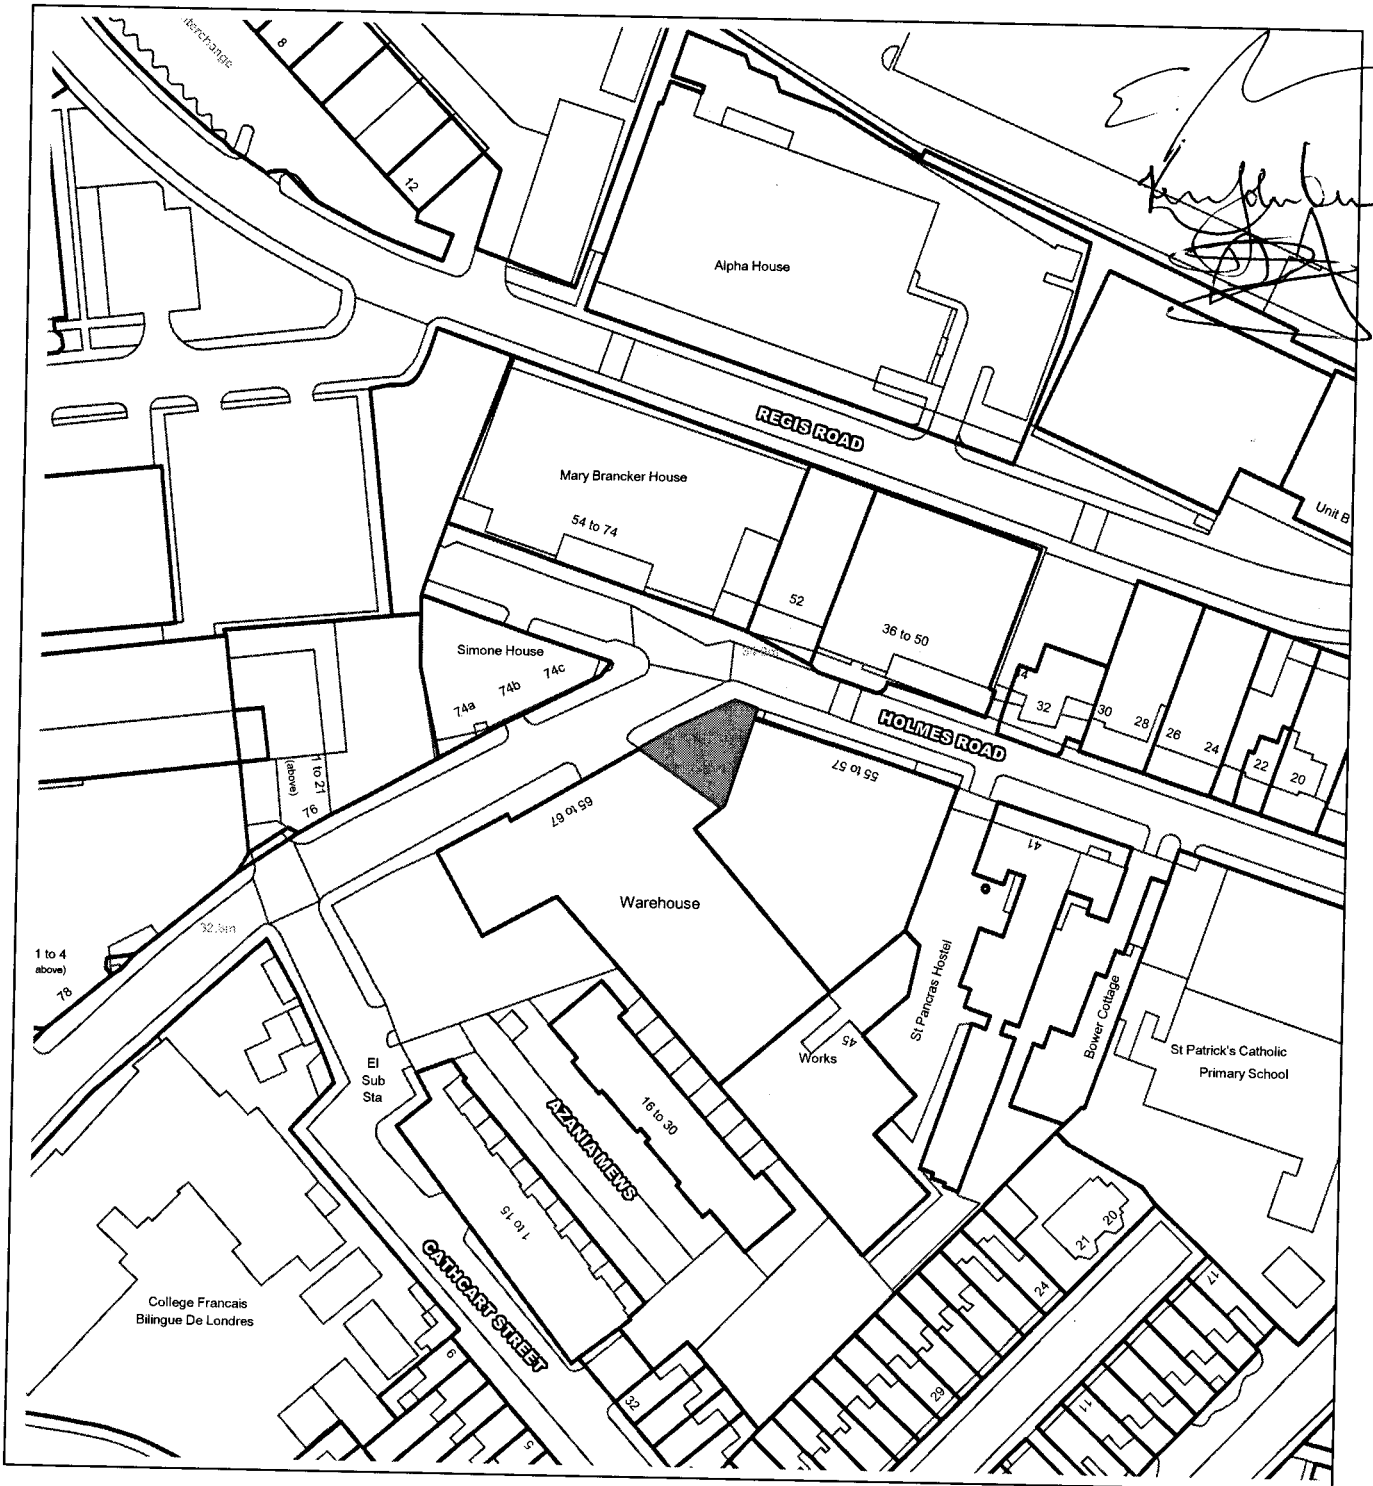 8
12
Alpha House
REGIS ROAD
Mary Brancker House
54 to 74
Unit B
52
36 to 50
Simone House
74c
74b
74a
32
30
28
26
24
22
20
HOLMES ROAD
1 to 21
(above)
76
65 to 67
55 to 57
41
Warehouse
32.8m
1 to 4
above)
78
St Pancras Hostel
Bower Cottage
45
Works
St Patrick's Catholic
Primary School
El
Sub
Sta
16 to 30
AZANIA MEWS
1 to 15
CATHCART STREET
College Francais
Bilingue De Londres
20
21
24
17
29
11
32
9
5